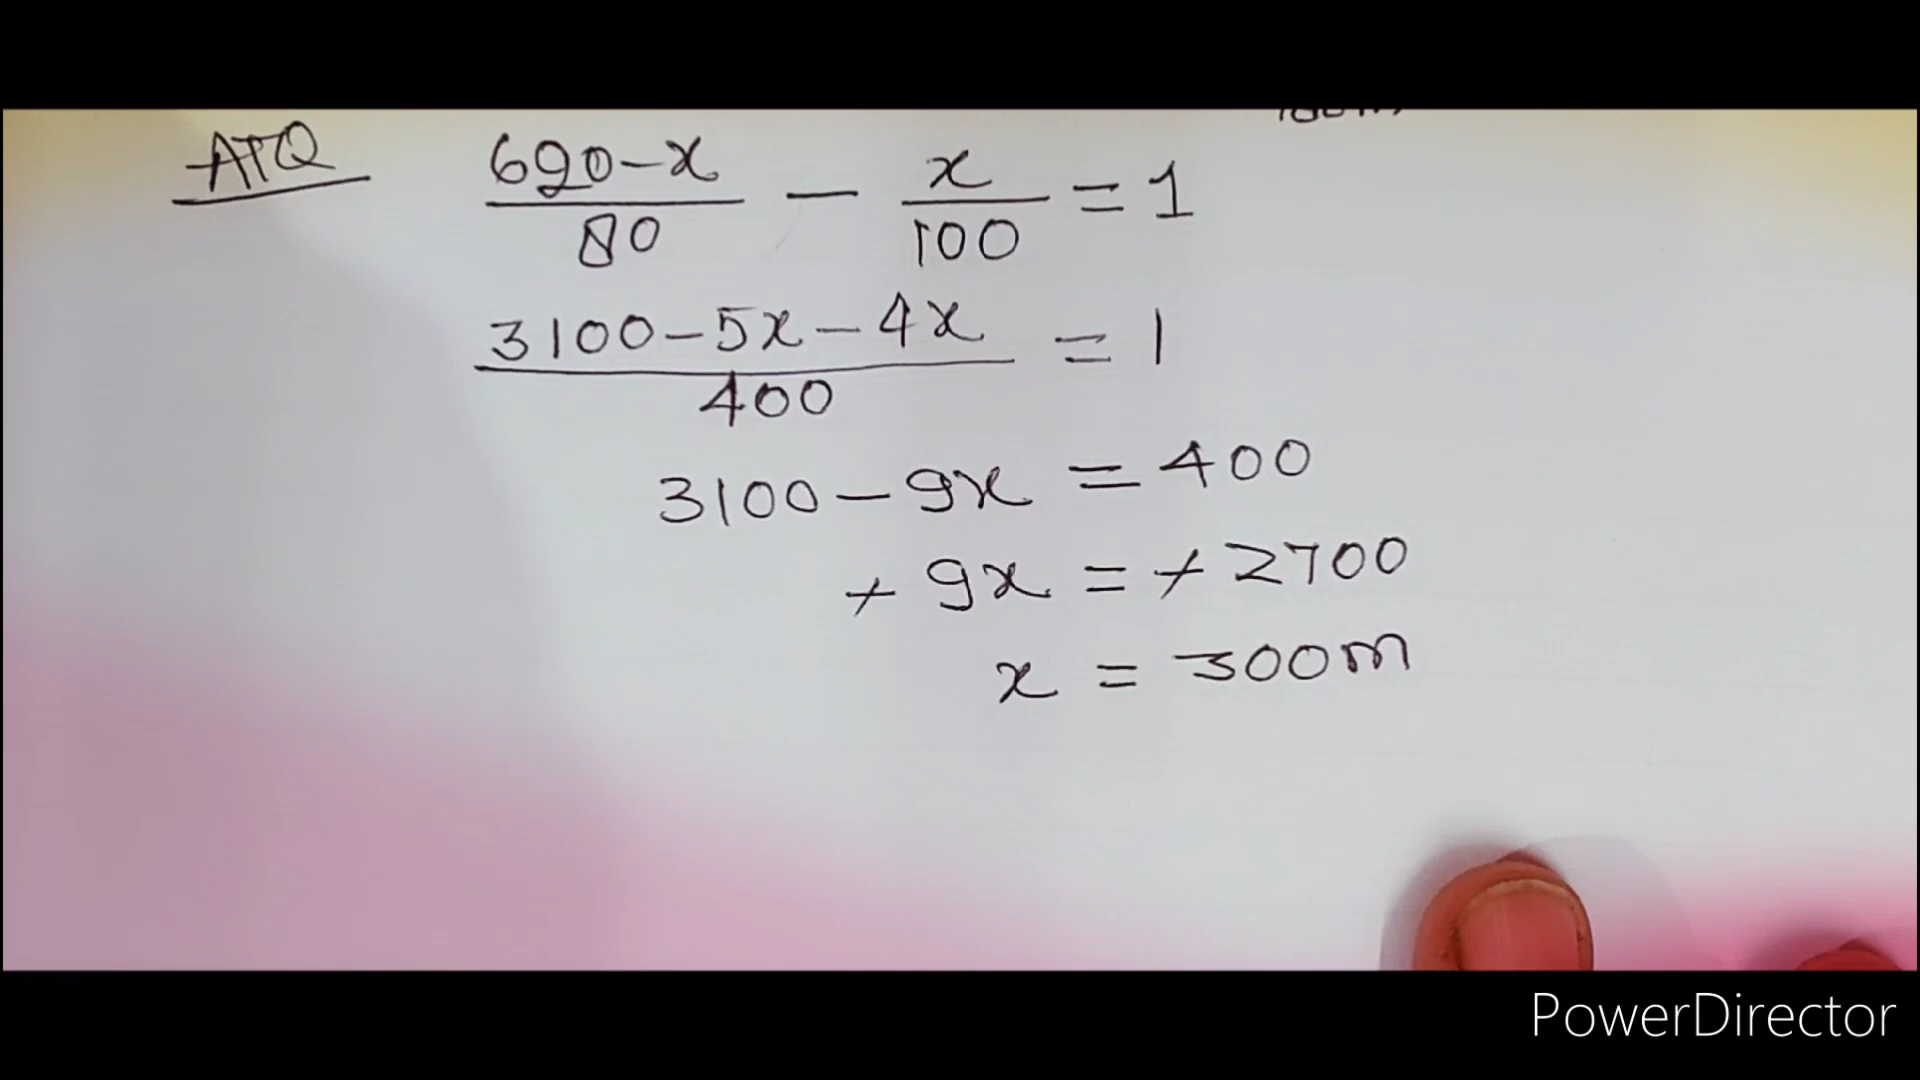 ATQ 620-x/80 - x/100 = 1
3100-5x-4x/400 = 1
3100-9x = 400
+ 9x = + 2700
x = 300m
PowerDirector